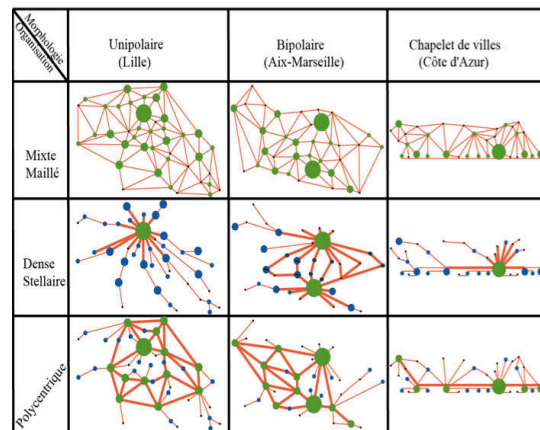 Morphologie
Organisation
Unipolaire
(Lille)
Bipolaire
(Aix-Marseille)
Chapelet de villes
(Côte d'Azur)
Mixte
Maillé
Dense
Stellaire
Polycentrique